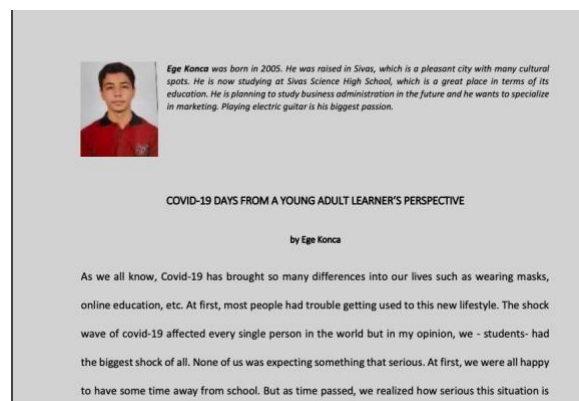 Ege Konca was born in 2005. He was raised in Sivas, which is a pleasant city with many cultural
spots. He is now studying at Sivas Science High School, which is a great place in terms of its
education. He is planning to study business administration in the future and he wants to specialize
in marketing. Playing electric guitar is his biggest passion.
COVID-19 DAYS FROM A YOUNG ADULT LEARNER'S PERSPECTIVE
by Ege Konca
As we all know, Covid-19 has brought so many differences into our lives such as wearing masks,
online education, etc. At first, most people had trouble getting used to this new lifestyle. The shock
wave of covid-19 affected every single person in the world but in my opinion, we - students- had
the biggest shock of all. None of us was expecting something that serious. At first, we were all happy
to have some time away from school. But as time passed, we realized how serious this situation is